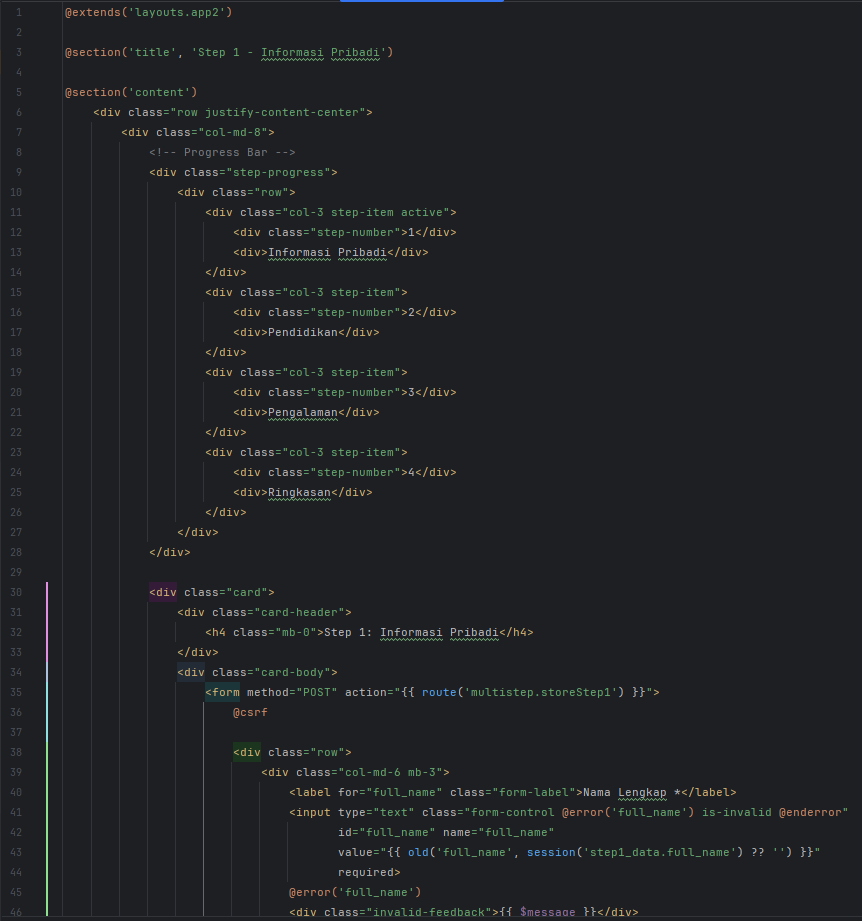 1 @extends('layouts.app2')
2
3 @section('title', 'Step 1 - Informasi Pribadi')
4
5 @section('content')
6 <div class="row justify-content-center">
7 <div class="col-md-8">
8 <!-- Progress Bar -->
9 <div class="step-progress">
10 <div class="row">
11 <div class="col-3 step-item active">
12 <div class="step-number">1</div>
13 <div>Informasi Pribadi</div>
14 </div>
15 <div class="col-3 step-item">
16 <div class="step-number">2</div>
17 <div>Pendidikan</div>
18 </div>
19 <div class="col-3 step-item">
20 <div class="step-number">3</div>
21 <div>Pengalaman</div>
22 </div>
23 <div class="col-3 step-item">
24 <div class="step-number">4</div>
25 <div>Ringkasan</div>
26 </div>
27 </div>
28 </div>
29
30 <div class="card">
31 <div class="card-header">
32 <h4 class="mb-0">Step 1: Informasi Pribadi</h4>
33 </div>
34 <div class="card-body">
35 <form method="POST" action="{{ route('multistep.storeStep1') }}">
36 @csrf
37
38 <div class="row">
39 <div class="col-md-6 mb-3">
40 <label for="full_name" class="form-label">Nama Lengkap *</label>
41 <input type="text" class="form-control @error('full_name') is-invalid @enderror"
42 id="full_name" name="full_name"
43 value="{{ old('full_name', session('step1_data.full_name') ?? '') }}"
44 required>
45 @error('full_name')
46 <div class="invalid-feedback">{{ $message }}</div>